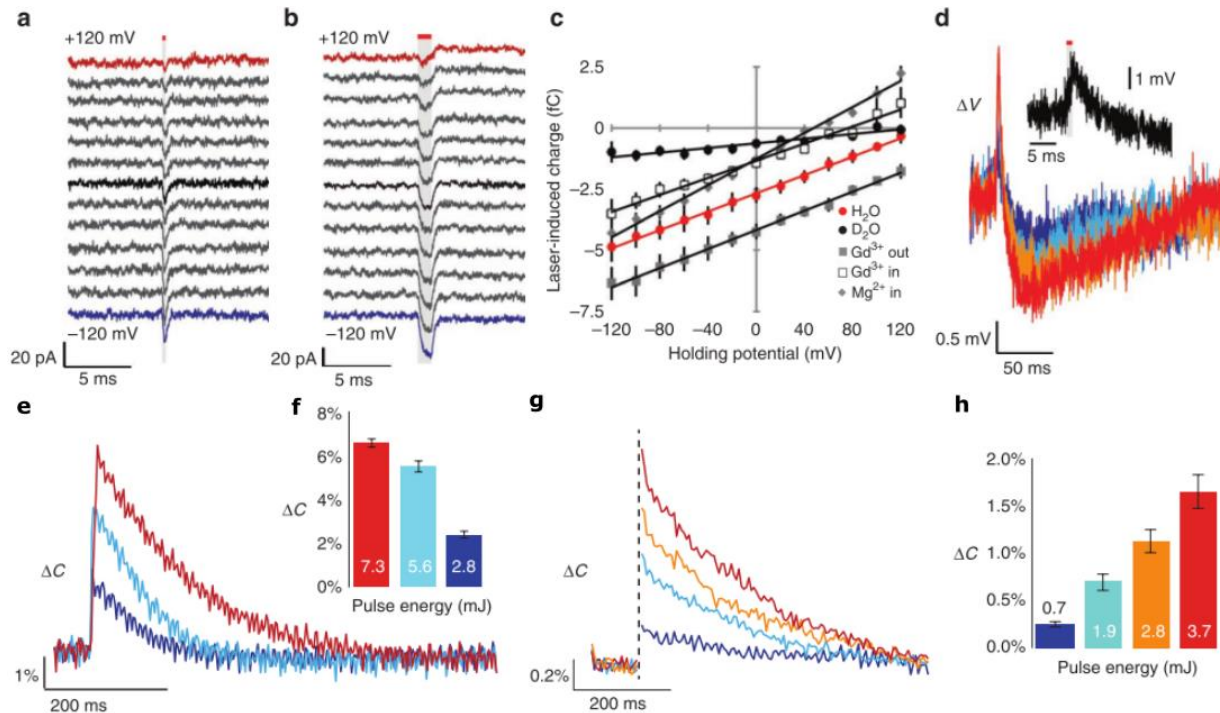 a
+120 mV
−120 mV
20 pA
5 ms
b
+120 mV
−120 mV
20 pA
5 ms
c
Laser-induced charge (fC)
2.5
0
−2.5
−5
−7.5
−120 −80 −40 0 40 80 120
Holding potential (mV)
H₂O
D₂O
Gd³⁺ out
Gd³⁺ in
Mg²⁺ in
d
ΔV
1 mV
5 ms
0.5 mV
50 ms
e
ΔC
1%
200 ms
f
8%
6%
ΔC
4%
2%
0%
7.3 5.6 2.8
Pulse energy (mJ)
g
ΔC
0.2%
200 ms
h
2.0%
1.5%
ΔC
1.0%
0.5%
0.0%
0.7 1.9 2.8 3.7
Pulse energy (mJ)